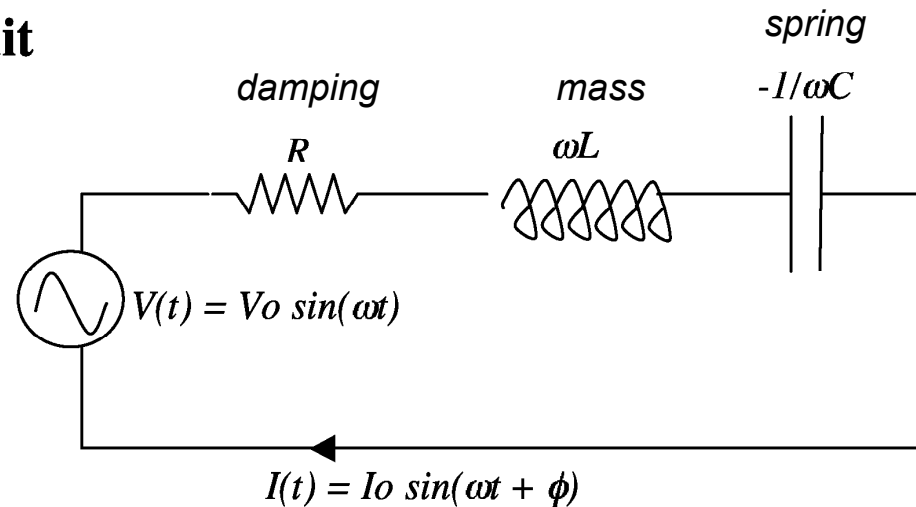 it
spring
damping
mass
-1/ωC
R
ωL
V(t) = Vo sin(ωt)
I(t) = Io sin(ωt + ϕ)